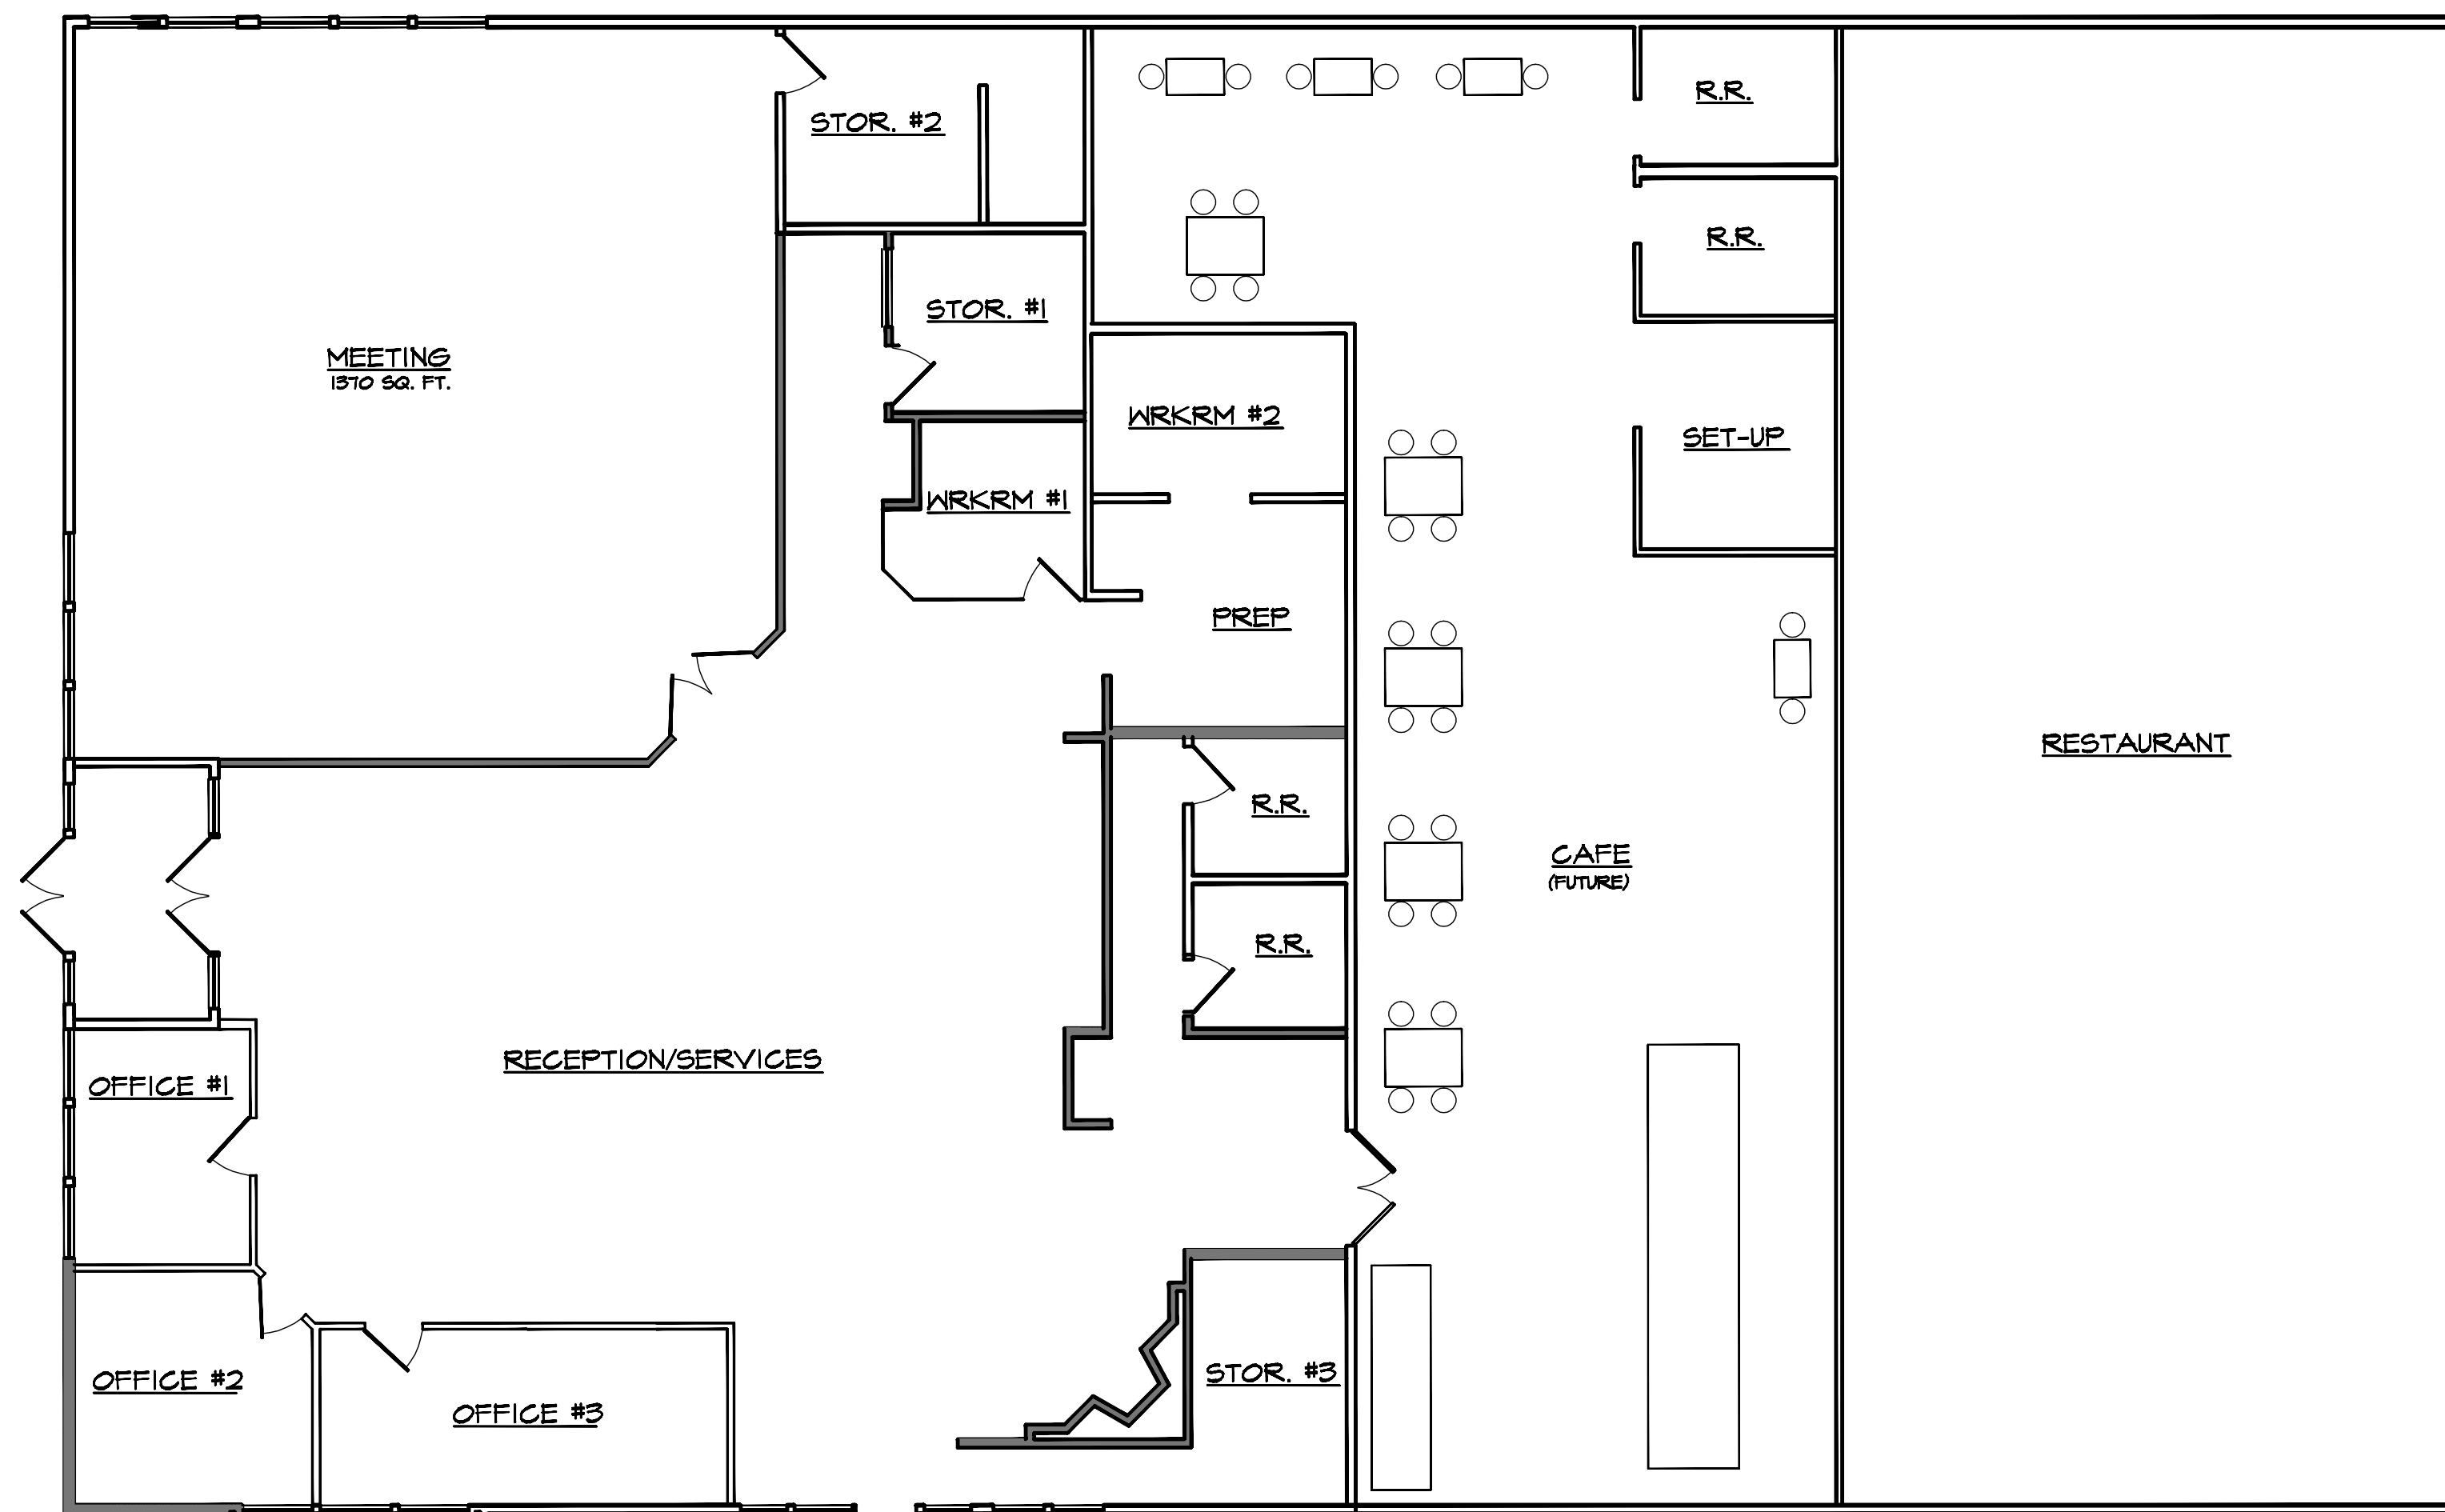 R.R.
STOR. #2
R.R.
STOR. #1
MEETING
1370 SQ. FT.
WRKRM #2
SET-UP
WRKRM #1
PREP
RESTAURANT
R.R.
CAFE
(FUTURE)
R.R.
RECEPTION/SERVICES
OFFICE #1
STOR. #3
OFFICE #2
OFFICE #3